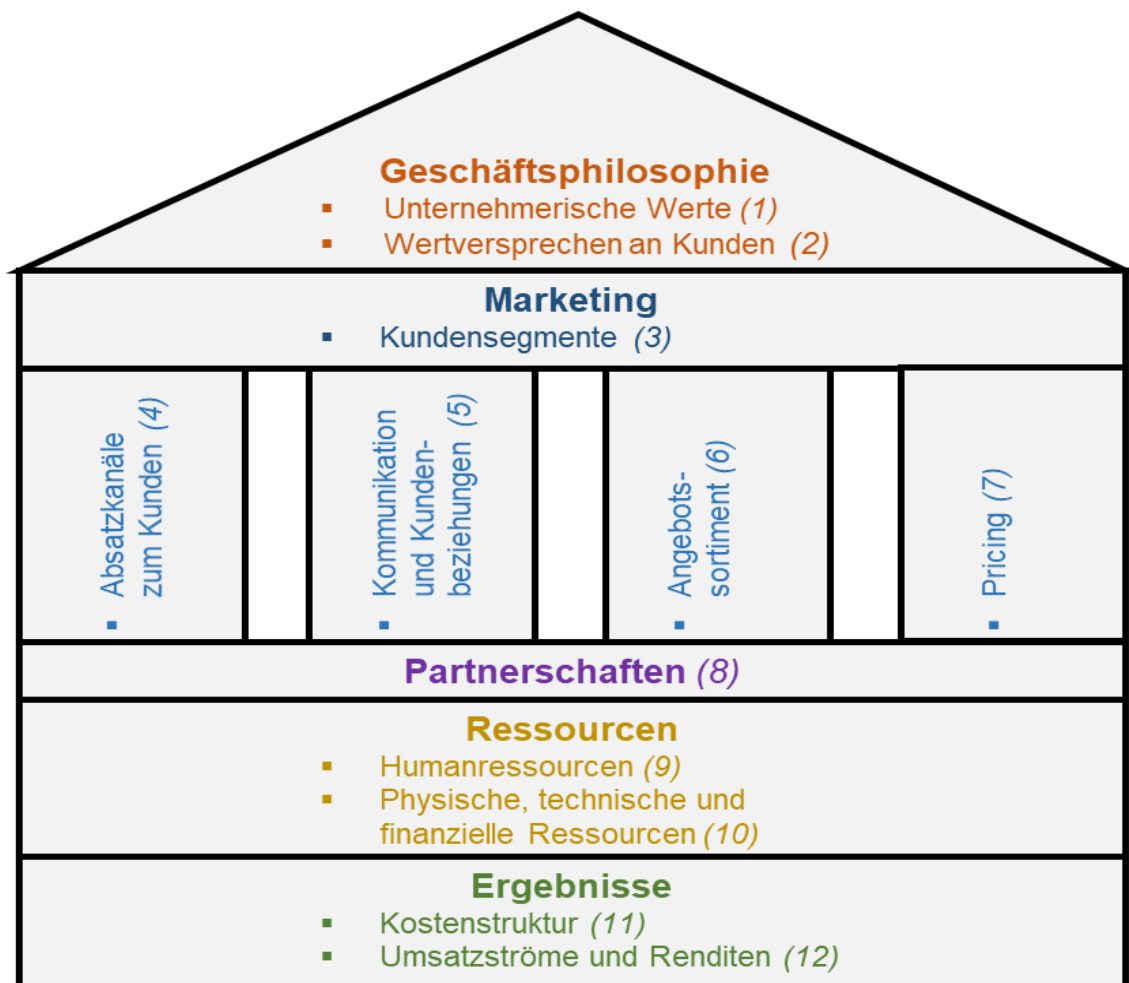 Geschäftsphilosophie
▪ Unternehmerische Werte (1)
▪ Wertversprechen an Kunden (2)
Marketing
▪ Kundensegmente (3)
▪ Absatzkanäle
zum Kunden (4)
▪ Kommunikation
und Kunden-
beziehungen (5)
▪ Angebots-
sortiment (6)
▪ Pricing (7)
Partnerschaften (8)
Ressourcen
▪ Humanressourcen (9)
▪ Physische, technische und
finanzielle Ressourcen (10)
Ergebnisse
▪ Kostenstruktur (11)
▪ Umsatzströme und Renditen (12)